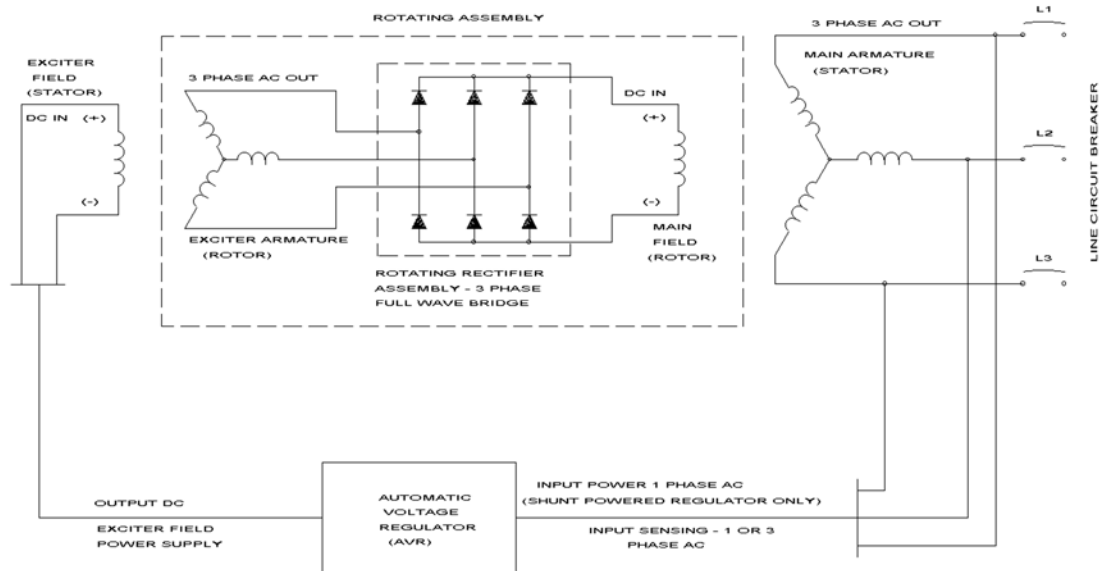 ROTATING ASSEMBLY
L1
3 PHASE AC OUT
EXCITER
FIELD
(STATOR)
3 PHASE AC OUT
MAIN ARMATURE
(STATOR)
DC IN
(+)
(-)
DC IN
(+)
(-)
L2
LINE CIRCUIT BREAKER
EXCITER ARMATURE
(ROTOR)
MAIN
FIELD
(ROTOR)
L3
ROTATING RECTIFIER
ASSEMBLY - 3 PHASE
FULL WAVE BRIDGE
OUTPUT DC
EXCITER FIELD
POWER SUPPLY
AUTOMATIC
VOLTAGE
REGULATOR
(AVR)
INPUT POWER 1 PHASE AC
(SHUNT POWERED REGULATOR ONLY)
INPUT SENSING - 1 OR 3
PHASE AC